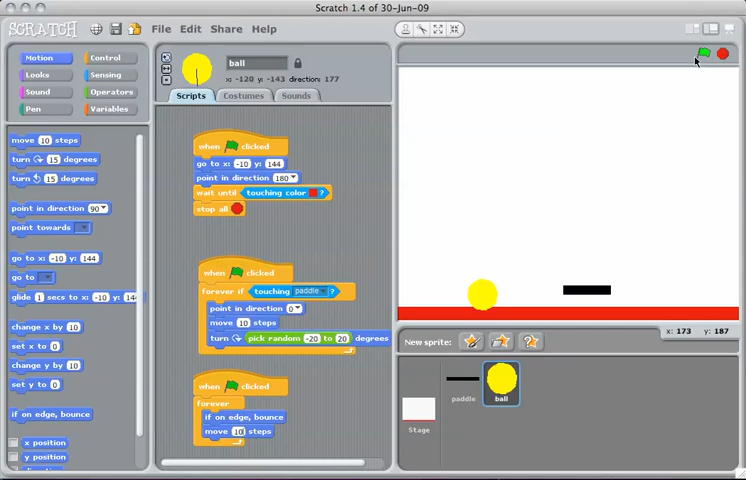 Scratch 1.4 of 30-Jun-09
SCRATCH File Edit Share Help
Motion Control
Looks Sensing
Sound Operators
Pen Variables
move 10 steps
turn 15 degrees
turn 15 degrees
point in direction 90
point towards
go to x: -10 y: 144
go to
glide 1 secs to x: -10 y: 144
change x by 10
set x to 0
change y by 10
set y to 0
if on edge, bounce
x position
y position
ball
x: -120 y: -143 direction: 177
Scripts Costumes Sounds
when clicked
go to x: -10 y: 144
point in direction 180
wait until touching color ?
stop all
when clicked
forever if touching paddle ?
point in direction 0
move 10 steps
turn pick random -20 to 20 degrees
when clicked
forever
if on edge, bounce
move 10 steps
x: 173 y: 187
New sprite:
paddle ball
Stage